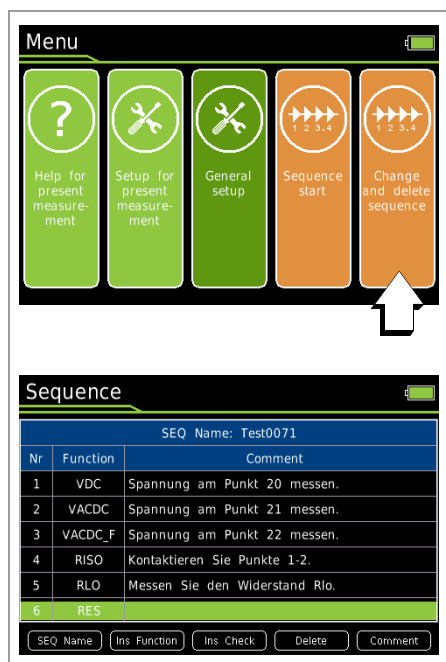 Menu
?
Help for
present
measure-
ment
Setup for
present
measure-
ment
General
setup
1 2 3.4
Sequence
start
1 2 3.4
Change
and delete
sequence
Sequence
SEQ Name: Test0071
Nr Function Comment
1 VDC Spannung am Punkt 20 messen.
2 VACDC Spannung am Punkt 21 messen.
3 VACDC_F Spannung am Punkt 22 messen.
4 RISO Kontaktieren Sie Punkte 1-2.
5 RLO Messen Sie den Widerstand Rlo.
6 RES
SEQ Name Ins Function Ins Check Delete Comment